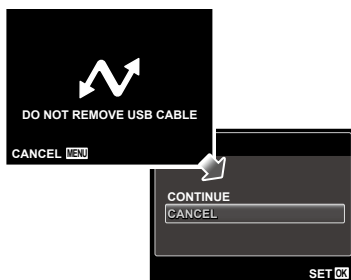 DO NOT REMOVE USB CABLE
CANCEL MENU
CONTINUE
CANCEL
SET OK